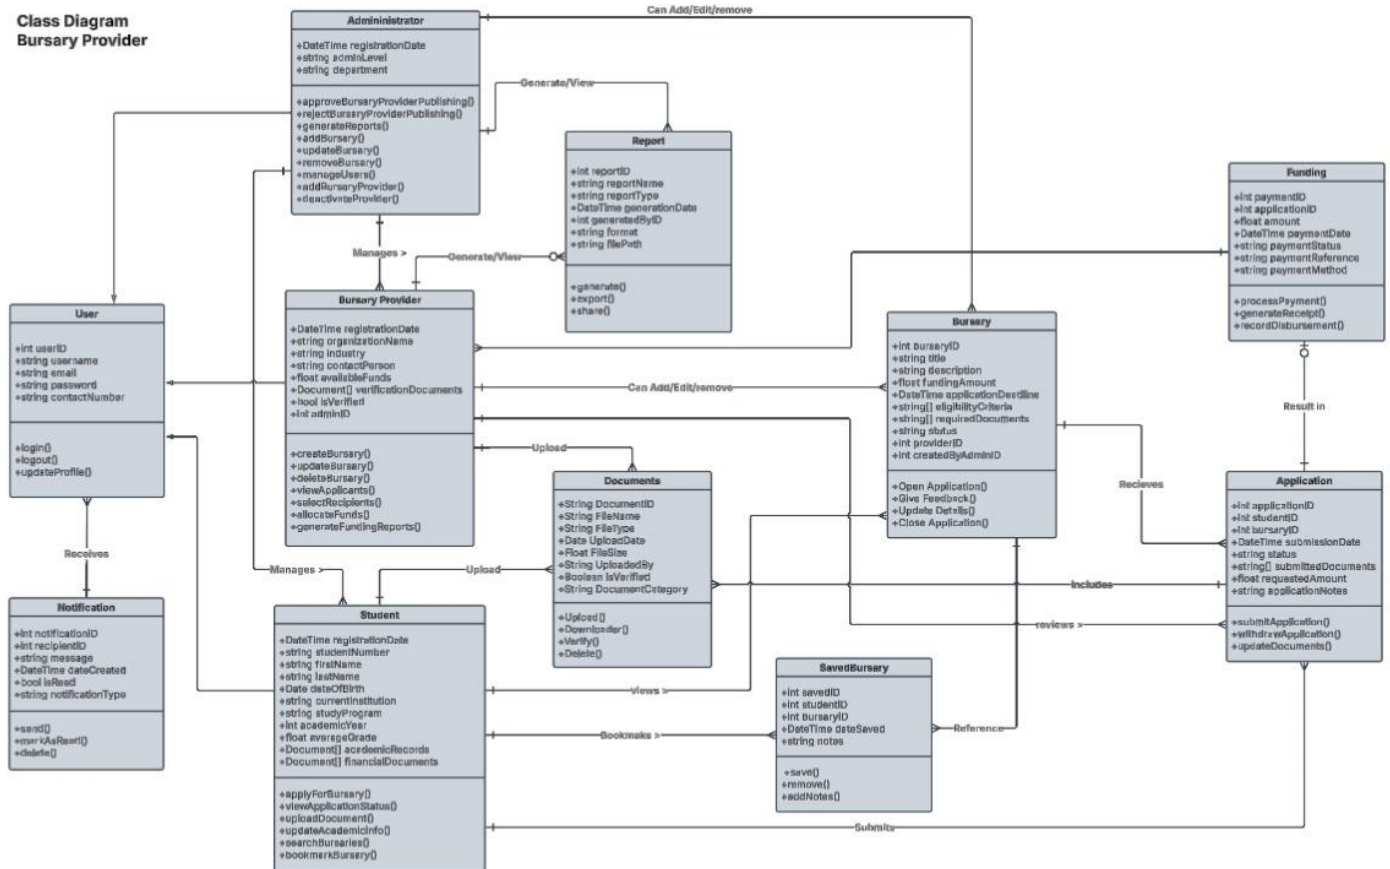 Class Diagram
Bursary Provider
Admininistrator
+DateTime registrationDate
+string adminLevel
+string department
+approveBursaryProviderPublishing()
+rejectBursaryProviderPublishing()
+generateReports()
+addBursary()
+updateBursary()
+removeBursary()
+manageUsers()
+addBursaryProvider()
+deactivateProvider()
Can Add/Edit/remove
Generate/View
Report
+int reportID
+string reportName
+string reportType
+DateTime generationDate
+int generatedByID
+string format
+string filePath
+generate()
+export()
+share()
Funding
+int paymentID
+int applicationID
+float amount
+DateTime paymentDate
+string paymentStatus
+string paymentReference
+string paymentMethod
+processPayment()
+generateReceipt()
+recordDisbursement()
Manages >
Generate/View
User
+int userID
+string username
+string email
+string password
+string contactNumber
+login()
+logout()
+updateProfile()
Bursary Provider
+DateTime registrationDate
+string organizationName
+string industry
+string contactPerson
+float availableFunds
+Document[] verificationDocuments
+bool isVerified
+int adminID
+createBursary()
+updateBursary()
+deleteBursary()
+viewApplicants()
+selectRecipients()
+allocateFunds()
+generateFundingReports()
Can Add/Edit/remove
Bursary
+int bursaryID
+string title
+string description
+float fundingAmount
+DateTime applicationDeadline
+string[] eligibilityCriteria
+string[] requiredDocuments
+string status
+int providerID
+int createdByAdminID
+Open Application()
+Give Feedback()
+Update Details()
+Close Application()
Result in
Upload
Documents
+String DocumentID
+String FileName
+String FileType
+Date UploadDate
+Float FileSize
+String UploadedBy
+Boolean IsVerified
+String DocumentCategory
+Upload()
+Downloader()
+Verify()
+Delete()
Recieves
Application
+int applicationID
+int studentID
+int bursaryID
+DateTime submissionDate
+string status
+string[] submittedDocuments
+float requestedAmount
+string applicationNotes
+submitApplication()
+withdrawApplication()
+updateDocuments()
Receives
Manages >
Upload
Includes
reviews >
Notification
+int notificationID
+int recipientID
+string message
+DateTime dateCreated
+bool isRead
+string notificationType
+send()
+markAsRead()
+delete()
Student
+DateTime registrationDate
+string studentNumber
+string firstName
+string lastName
+Date dateOfBirth
+string currentInstitution
+string studyProgram
+int academicYear
+float averageGrade
+Document[] academicRecords
+Document[] financialDocuments
+applyForBursary()
+viewApplicationStatus()
+uploadDocument()
+updateAcademicInfo()
+searchBursaries()
+bookmarkBursary()
views >
Bookmaks >
SavedBursary
+int savedID
+int studentID
+int bursaryID
+DateTime dateSaved
+string notes
+save()
+remove()
+addNotes()
Reference
Submits